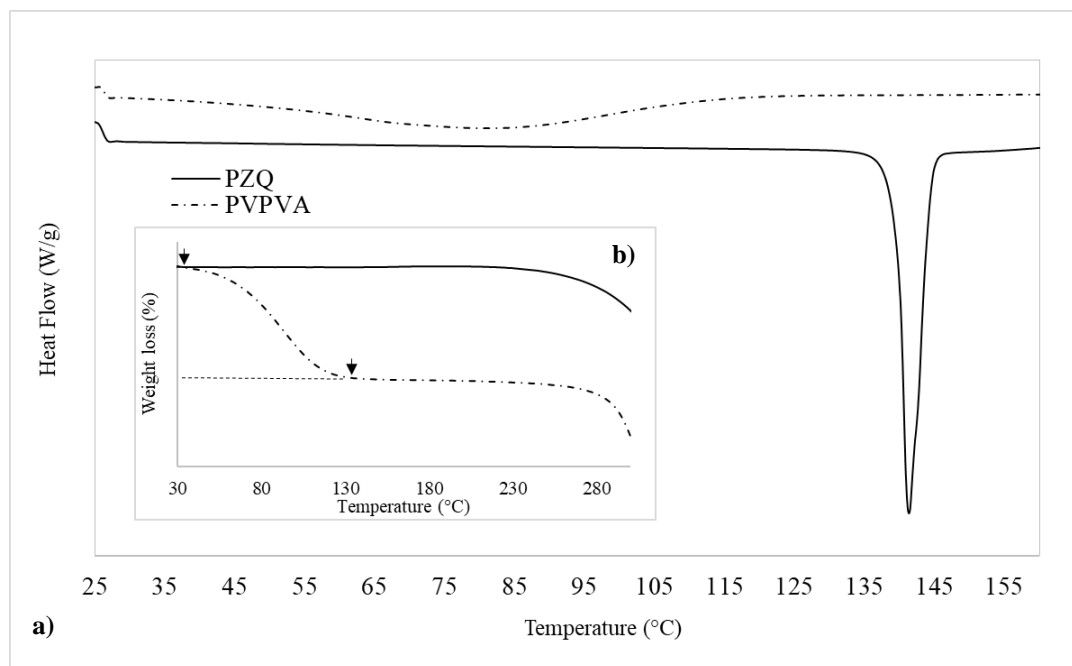 Heat Flow (W/g)
PZQ
PVPVA
b)
Weight loss (%)
30 80 130 180 230 280
Temperature (°C)
25 35 45 55 65 75 85 95 105 115 125 135 145 155
a)
Temperature (°C)